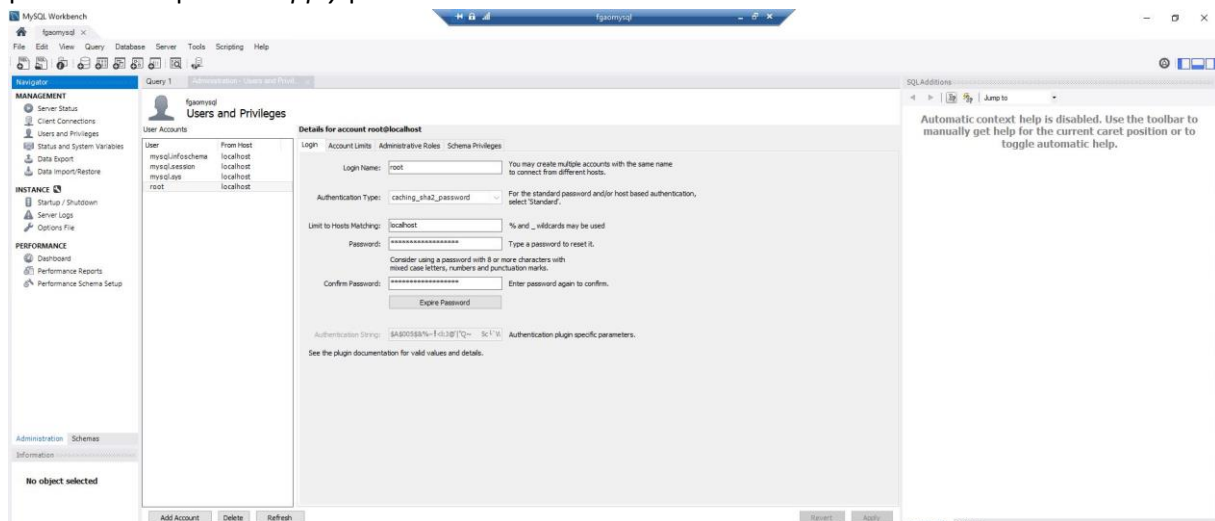 MySQL Workbench
fgaomysql
fgaomysql ×
File Edit View Query Database Server Tools Scripting Help
Navigator
MANAGEMENT
Server Status
Client Connections
Users and Privileges
Status and System Variables
Data Export
Data Import/Restore
INSTANCE
Startup / Shutdown
Server Logs
Options File
PERFORMANCE
Dashboard
Performance Reports
Performance Schema Setup
Administration Schemas
Information
No object selected
Query 1 Administration - Users and Privil... ×
fgaomysql
Users and Privileges
User Accounts
User From Host
mysql.infoschema localhost
mysql.session localhost
mysql.sys localhost
root localhost
Add Account Delete Refresh
Details for account root@localhost
Login Account Limits Administrative Roles Schema Privileges
Login Name: root You may create multiple accounts with the same name
to connect from different hosts.
Authentication Type: caching_sha2_password For the standard password and/or host based authentication,
select 'Standard'.
Limit to Hosts Matching: localhost % and _ wildcards may be used
Password: ****************** Type a password to reset it.
Consider using a password with 8 or more characters with
mixed case letters, numbers and punctuation marks.
Confirm Password: ****************** Enter password again to confirm.
Expire Password
Authentication String: Authentication plugin specific parameters.
See the plugin documentation for valid values and details.
Revert Apply
SQLAdditions
Jump to
Automatic context help is disabled. Use the toolbar to
manually get help for the current caret position or to
toggle automatic help.